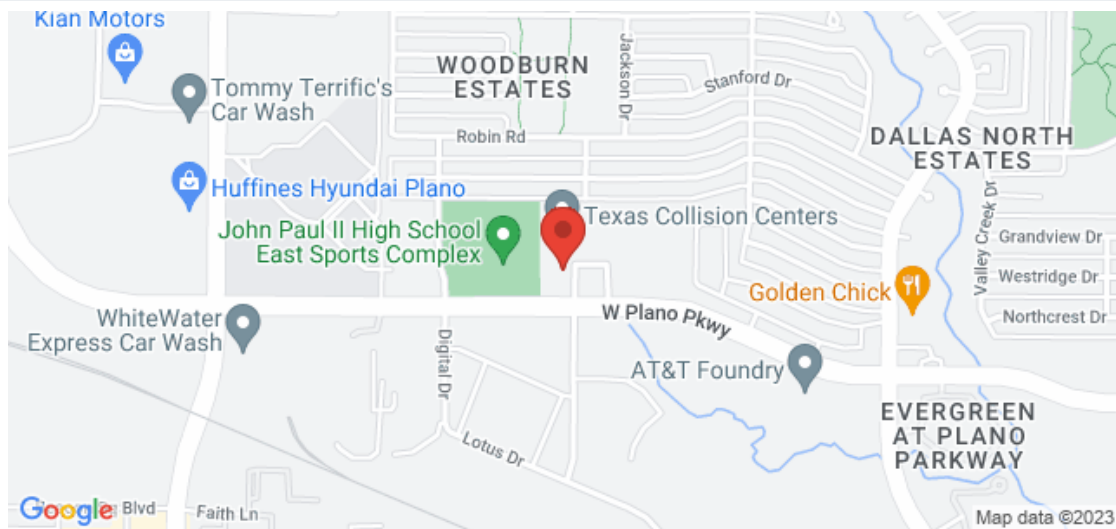 Kian Motors
Tommy Terrific's
Car Wash
WOODBURN
ESTATES
Jackson Dr
Stanford Dr
Robin Rd
DALLAS NORTH
ESTATES
Huffines Hyundai Plano
Texas Collision Centers
John Paul II High School
East Sports Complex
Valley Creek Dr
Grandview Dr
Westridge Dr
Northcrest Dr
Golden Chick
WhiteWater
Express Car Wash
W Plano Pkwy
Digital Dr
AT&T Foundry
EVERGREEN
AT PLANO
PARKWAY
Lotus Dr
Google
Blvd
Faith Ln
Map data ©2023